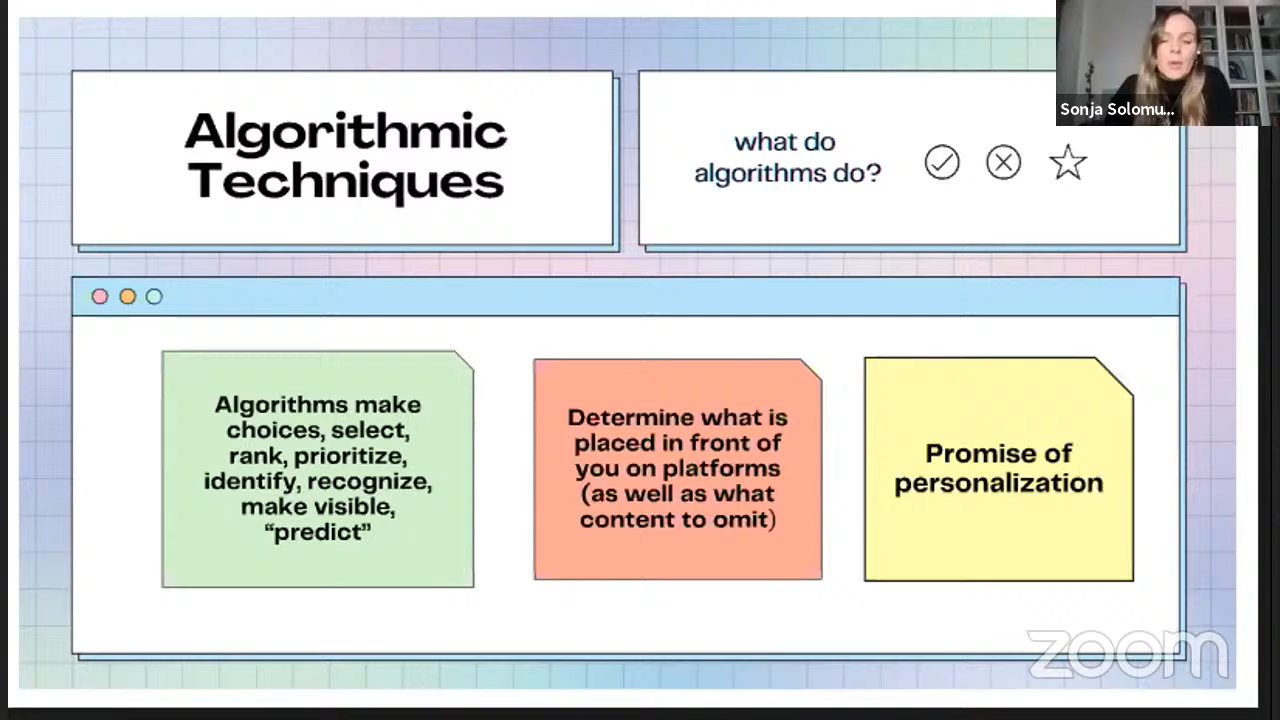 Algorithmic
Techniques
what do
algorithms do?
Sonja Solomu...
Algorithms make
choices, select,
rank, prioritize,
identify, recognize,
make visible,
“predict”
Determine what is
placed in front of
you on platforms
(as well as what
content to omit)
Promise of
personalization
zoom